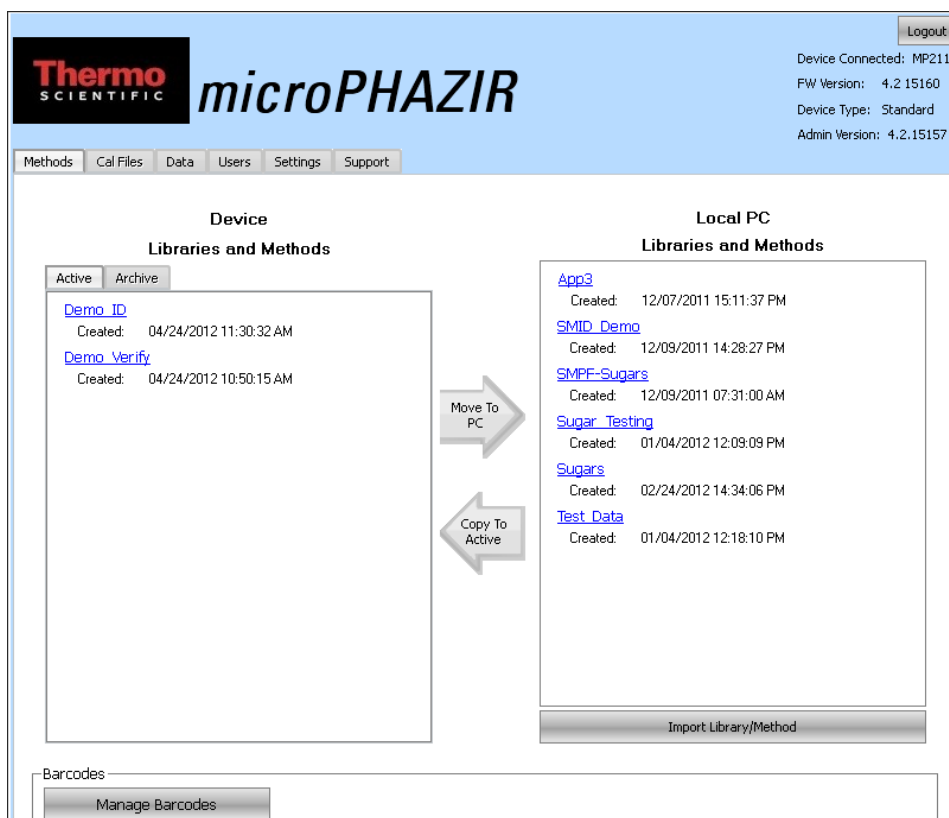 Logout
Thermo
SCIENTIFIC
microPHAZIR
Device Connected: MP211
FW Version: 4.2 15160
Device Type: Standard
Admin Version: 4.2.15157
Methods Cal Files Data Users Settings Support
Device
Libraries and Methods
Active Archive
Demo_ID
Created: 04/24/2012 11:30:32 AM
Demo_Verify
Created: 04/24/2012 10:50:15 AM
Move To
PC
Copy To
Active
Local PC
Libraries and Methods
App3
Created: 12/07/2011 15:11:37 PM
SMID_Demo
Created: 12/09/2011 14:28:27 PM
SMPF-Sugars
Created: 12/09/2011 07:31:00 AM
Sugar_Testing
Created: 01/04/2012 12:09:09 PM
Sugars
Created: 02/24/2012 14:34:06 PM
Test_Data
Created: 01/04/2012 12:18:10 PM
Import Library/Method
Barcodes
Manage Barcodes